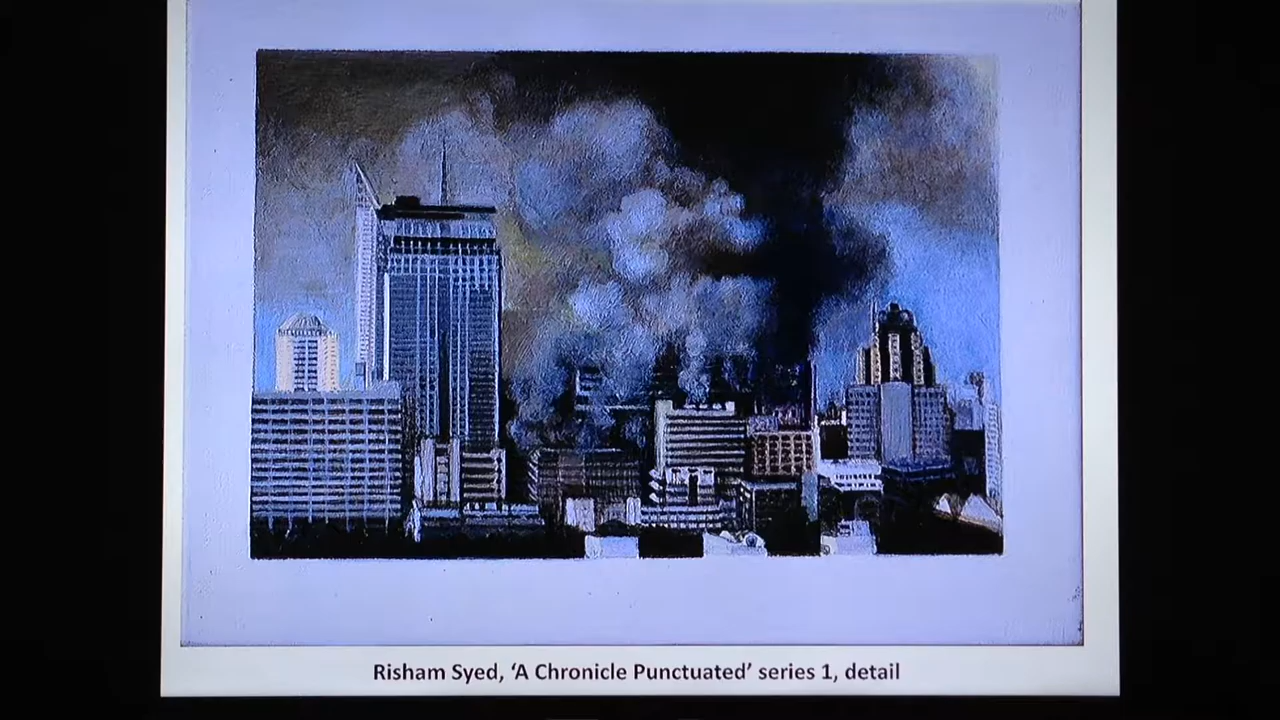 Risham Syed, ‘A Chronicle Punctuated’ series 1, detail